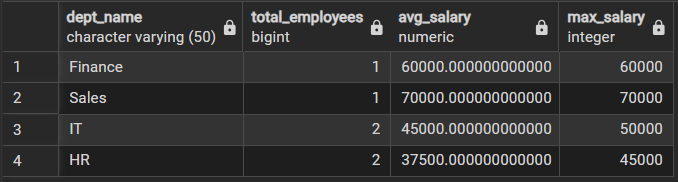 dept_name total_employees avg_salary max_salary
character varying (50) bigint numeric integer
1 Finance 1 60000.000000000000 60000
2 Sales 1 70000.000000000000 70000
3 IT 2 45000.000000000000 50000
4 HR 2 37500.000000000000 45000